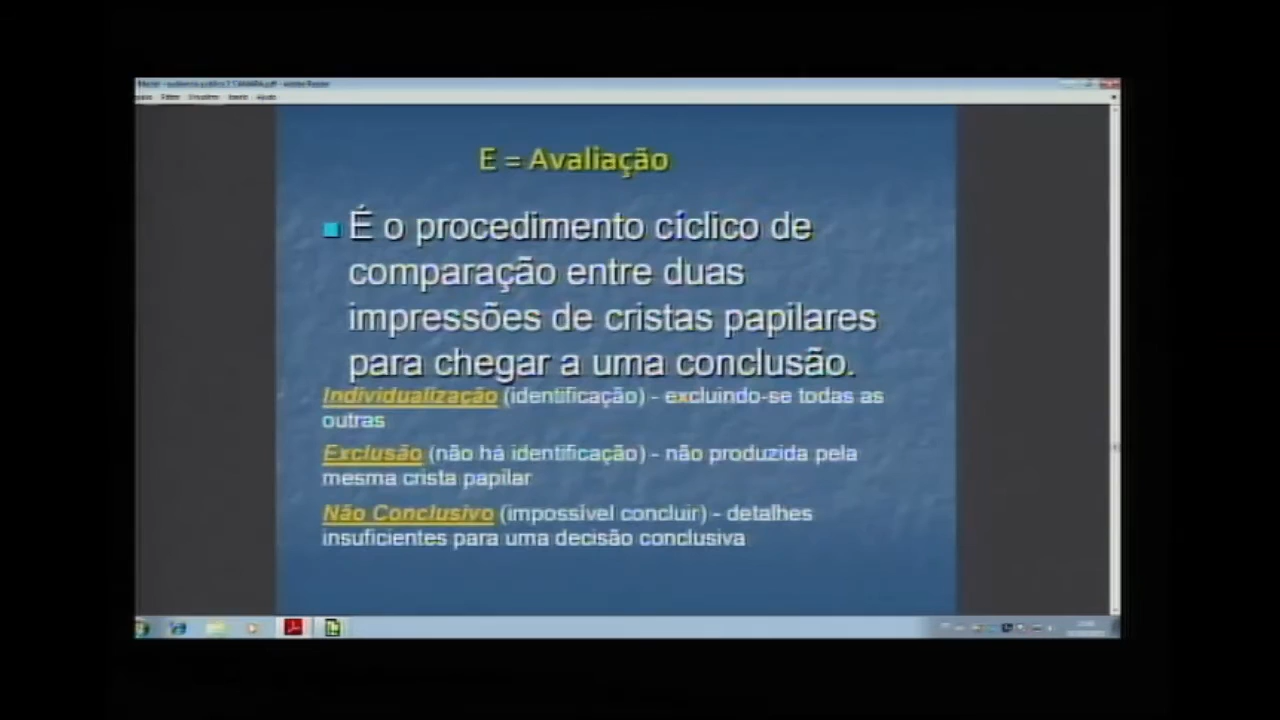 E = Avaliação
É o procedimento cíclico de
comparação entre duas
impressões de cristas papilares
para chegar a uma conclusão.
Individualização (identificação) - excluindo-se todas as
outras
Exclusão (não há identificação) - não produzida pela
mesma crista papilar
Não Conclusivo (impossível concluir) - detalhes
insuficientes para uma decisão conclusiva